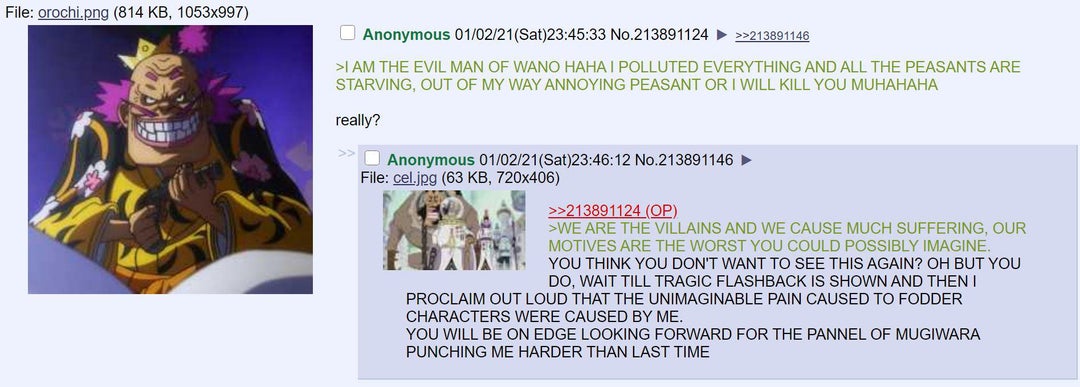 File: orochi.png (814 KB, 1053x997)
Anonymous 01/02/21(Sat)23:45:33 No.213891124 ▶ >>213891146
>I AM THE EVIL MAN OF WANO HAHA I POLLUTED EVERYTHING AND ALL THE PEASANTS ARE
STARVING, OUT OF MY WAY ANNOYING PEASANT OR I WILL KILL YOU MUHAHAHA
really?
>> Anonymous 01/02/21(Sat)23:46:12 No.213891146 ▶
File: cel.jpg (63 KB, 720x406)
>>213891124 (OP)
>WE ARE THE VILLAINS AND WE CAUSE MUCH SUFFERING, OUR
MOTIVES ARE THE WORST YOU COULD POSSIBLY IMAGINE.
YOU THINK YOU DON'T WANT TO SEE THIS AGAIN? OH BUT YOU
DO, WAIT TILL TRAGIC FLASHBACK IS SHOWN AND THEN I
PROCLAIM OUT LOUD THAT THE UNIMAGINABLE PAIN CAUSED TO FODDER
CHARACTERS WERE CAUSED BY ME.
YOU WILL BE ON EDGE LOOKING FORWARD FOR THE PANNEL OF MUGIWARA
PUNCHING ME HARDER THAN LAST TIME